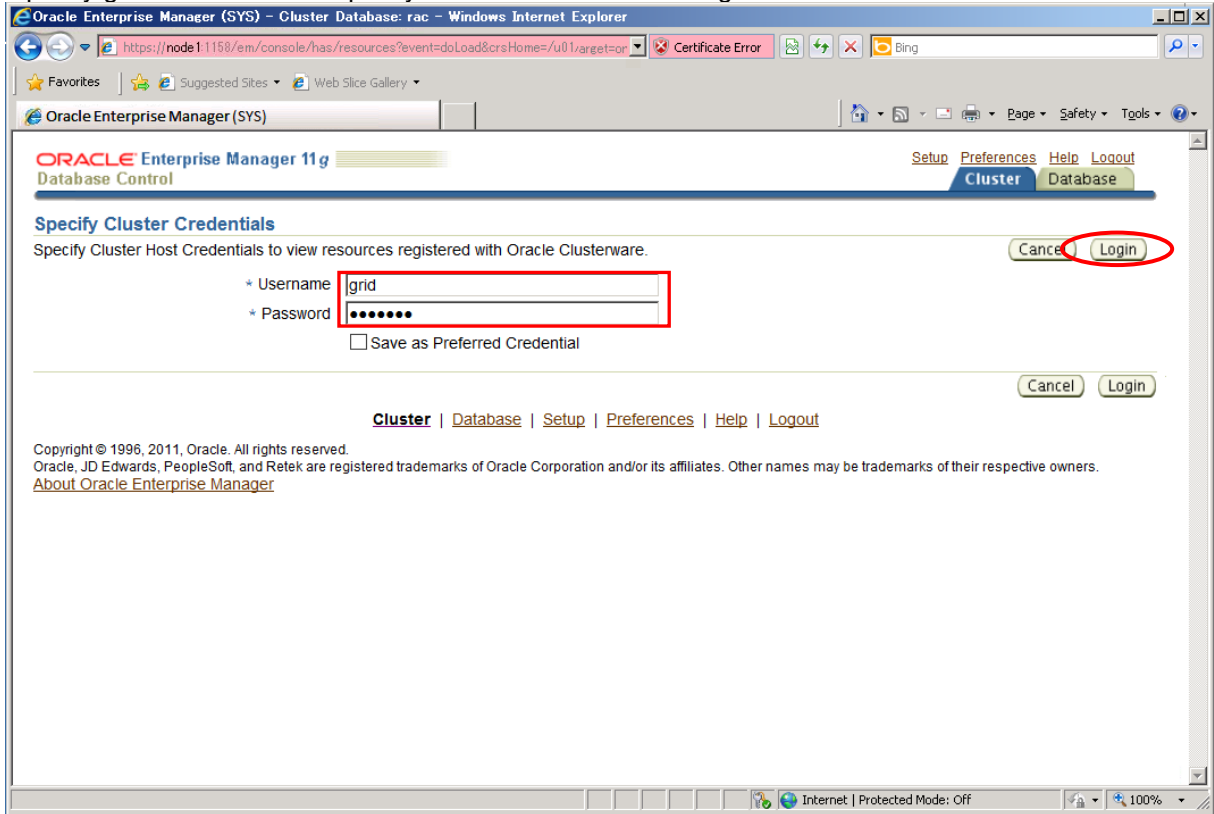 Oracle Enterprise Manager (SYS) - Cluster Database: rac - Windows Internet Explorer
https://node1:1158/em/console/has/resources?event=doLoad&crsHome=/u01/arget=or
Certificate Error
Bing
Favorites
Suggested Sites
Web Slice Gallery
Oracle Enterprise Manager (SYS)
Page
Safety
Tools
ORACLE Enterprise Manager 11g
Database Control
Setup Preferences Help Logout
Cluster Database
Specify Cluster Credentials
Specify Cluster Host Credentials to view resources registered with Oracle Clusterware.
Cancel Login
* Username grid
* Password •••••••
Save as Preferred Credential
Cancel Login
Cluster | Database | Setup | Preferences | Help | Logout
Copyright © 1996, 2011, Oracle. All rights reserved.
Oracle, JD Edwards, PeopleSoft, and Retek are registered trademarks of Oracle Corporation and/or its affiliates. Other names may be trademarks of their respective owners.
About Oracle Enterprise Manager
Internet | Protected Mode: Off
100%